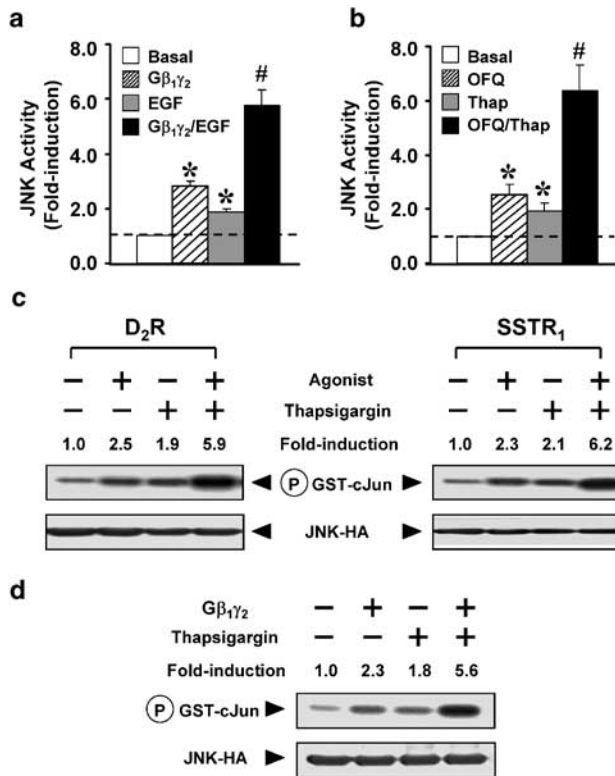 a
JNK Activity
(Fold-induction)
8.0
6.0
4.0
2.0
0.0
Basal
Gβ₁γ₂
EGF
Gβ₁γ₂/EGF
* * #
b
JNK Activity
(Fold-induction)
8.0
6.0
4.0
2.0
0.0
Basal
OFQ
Thap
OFQ/Thap
* * #
c
D₂R SSTR₁
− + − + Agonist − + − +
− − + + Thapsigargin − − + +
1.0 2.5 1.9 5.9 Fold-induction 1.0 2.3 2.1 6.2
P GST-cJun
JNK-HA
d
Gβ₁γ₂ − + − +
Thapsigargin − − + +
Fold-induction 1.0 2.3 1.8 5.6
P GST-cJun
JNK-HA